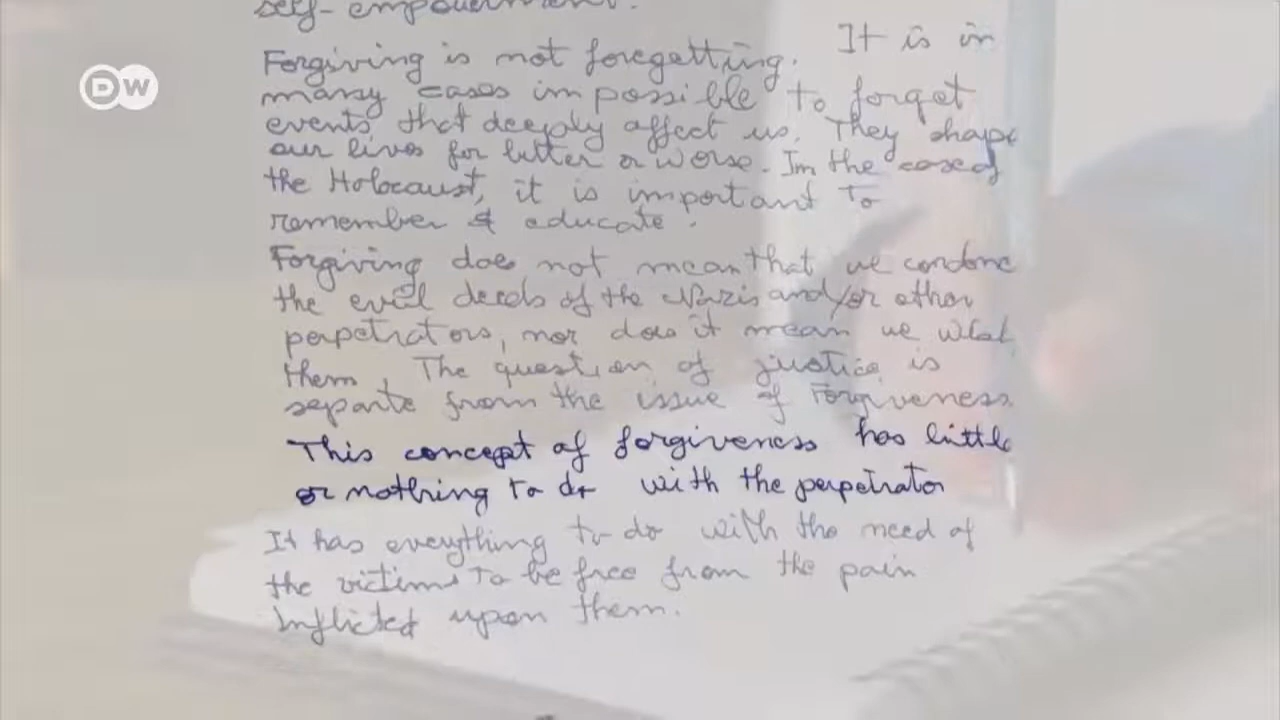 DW
self-empowerment.
Forgiving is not foregetting. It is in
many cases impossible to forget
events that deeply affect us. They shape
our lives for better or worse. In the case of
the Holocaust, it is important to
remember & educate.
Forgiving does not mean that we condone
the evil deeds of the Nazis and/or other
perpetrators, nor does it mean we
them. The question of justice is
separte from the issue of Forgiveness.
This concept of forgiveness has little
or nothing to do with the perpetrator
It has everything to do with the need of
the victims to be free from the pain
Inflicted upon them.